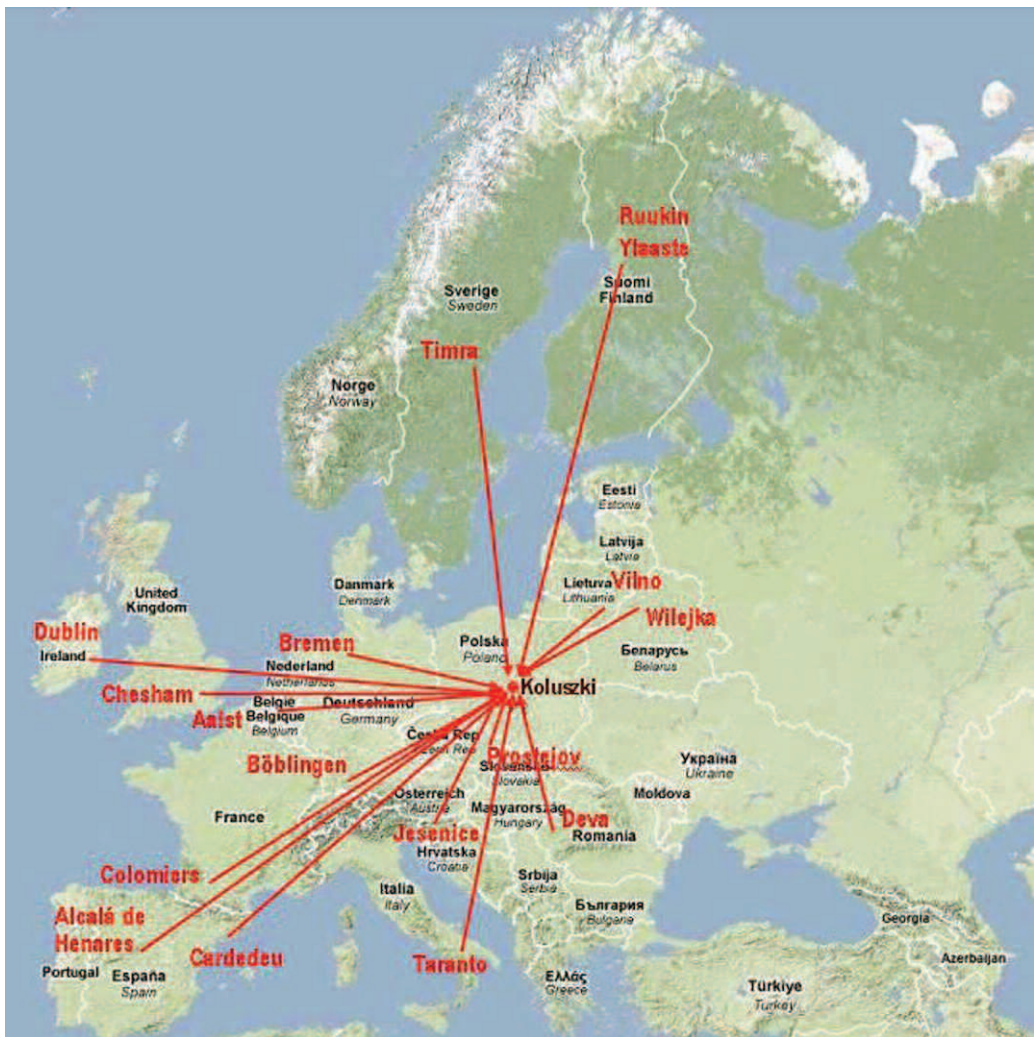 Ruukin
Ylaaste
Suomi
Finland
Sverige
Sweden
Timra
Norge
Norway
Eesti
Estonia
Latvija
Latvia
Danmark
Denmark
Lietuva
Lithuania
Vilno
United
Kingdom
Wilejka
Dublin
Ireland
Bremen
Polska
Poland
Беларусь
Belarus
Nederland
Netherlands
Koluszki
Chesham
België
Belgique
Belgium
Deutschland
Germany
Aalst
Česká Rep
Czech Rep
Prostejov
Slovensko
Slovakia
Україна
Ukraine
Böblingen
Österreich
Austria
Magyarország
Hungary
Moldova
France
Jesenice
Deva
Romania
Hrvatska
Croatia
Colomiers
Italia
Italy
Srbija
Serbia
България
Bulgaria
Georgia
Alcalá de
Henares
Cardedeu
Taranto
Azerbaijan
Portugal
España
Spain
Ελλάς
Greece
Türkiye
Turkey